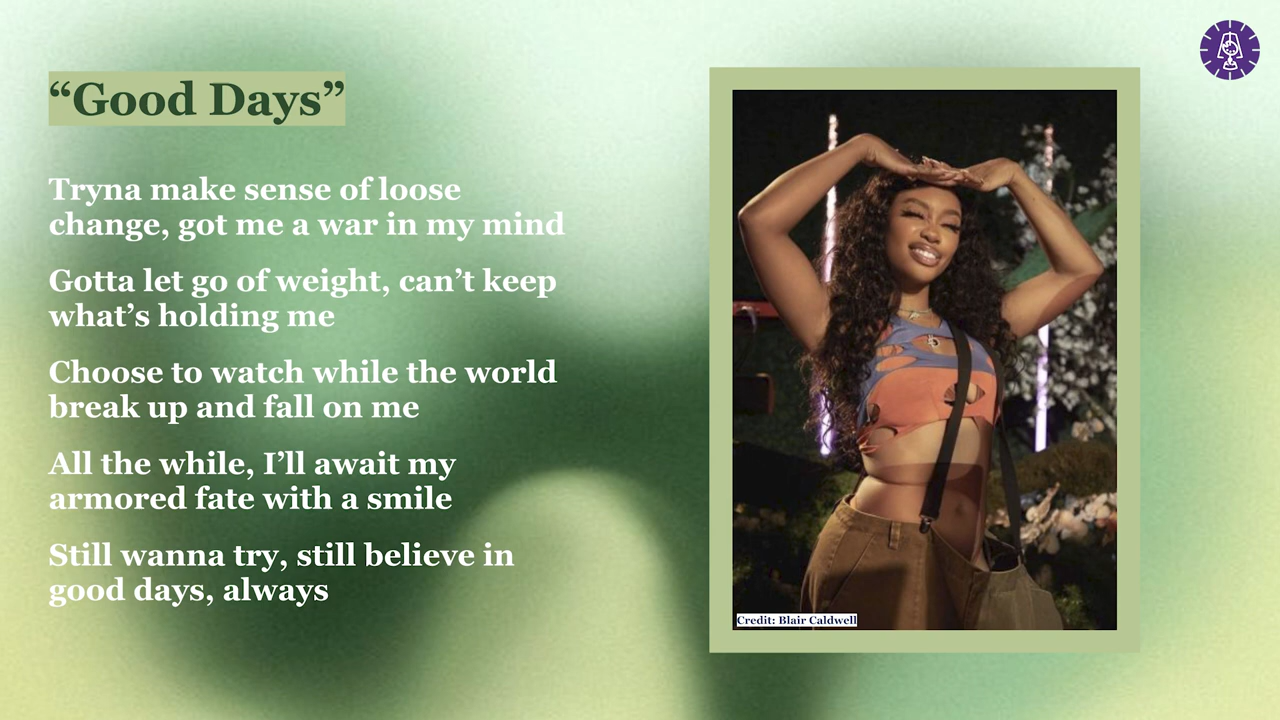 “Good Days”
Tryna make sense of loose
change, got me a war in my mind
Gotta let go of weight, can’t keep
what’s holding me
Choose to watch while the world
break up and fall on me
All the while, I’ll await my
armored fate with a smile
Still wanna try, still believe in
good days, always
Credit: Blair Caldwell